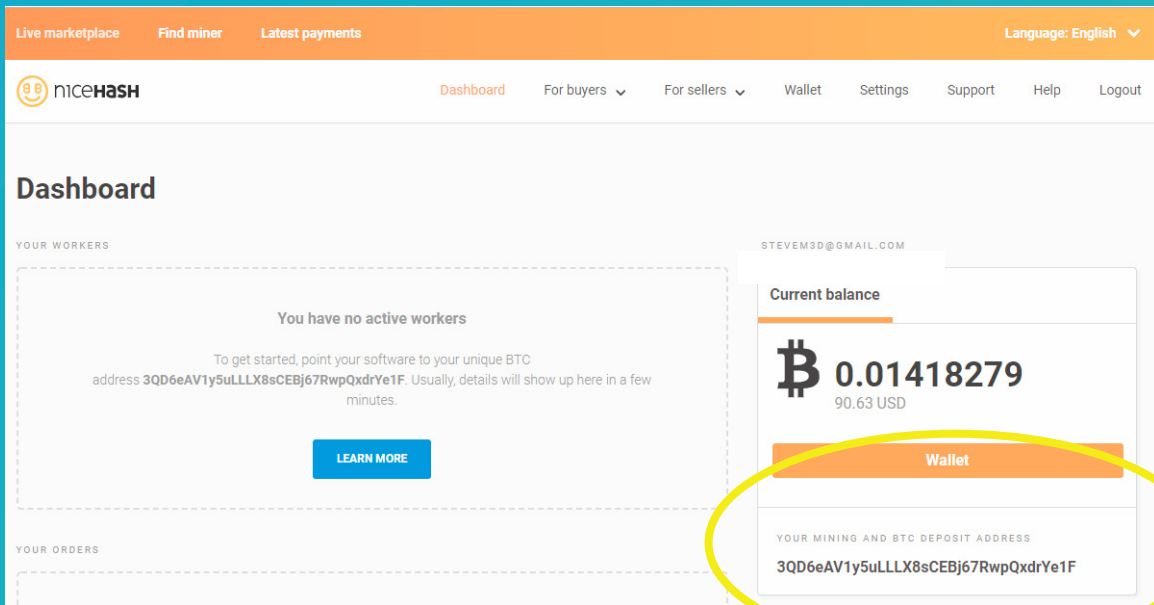 Live marketplace Find miner Latest payments Language: English
nıceHasH Dashboard For buyers For sellers Wallet Settings Support Help Logout
Dashboard
YOUR WORKERS
You have no active workers
To get started, point your software to your unique BTC
address 3QD6eAV1y5uLLLX8sCEBj67RwpQxdrYe1F. Usually, details will show up here in a few
minutes.
LEARN MORE
YOUR ORDERS
STEVEM3D@GMAIL.COM
Current balance
0.01418279
90.63 USD
Wallet
YOUR MINING AND BTC DEPOSIT ADDRESS
3QD6eAV1y5uLLLX8sCEBj67RwpQxdrYe1F